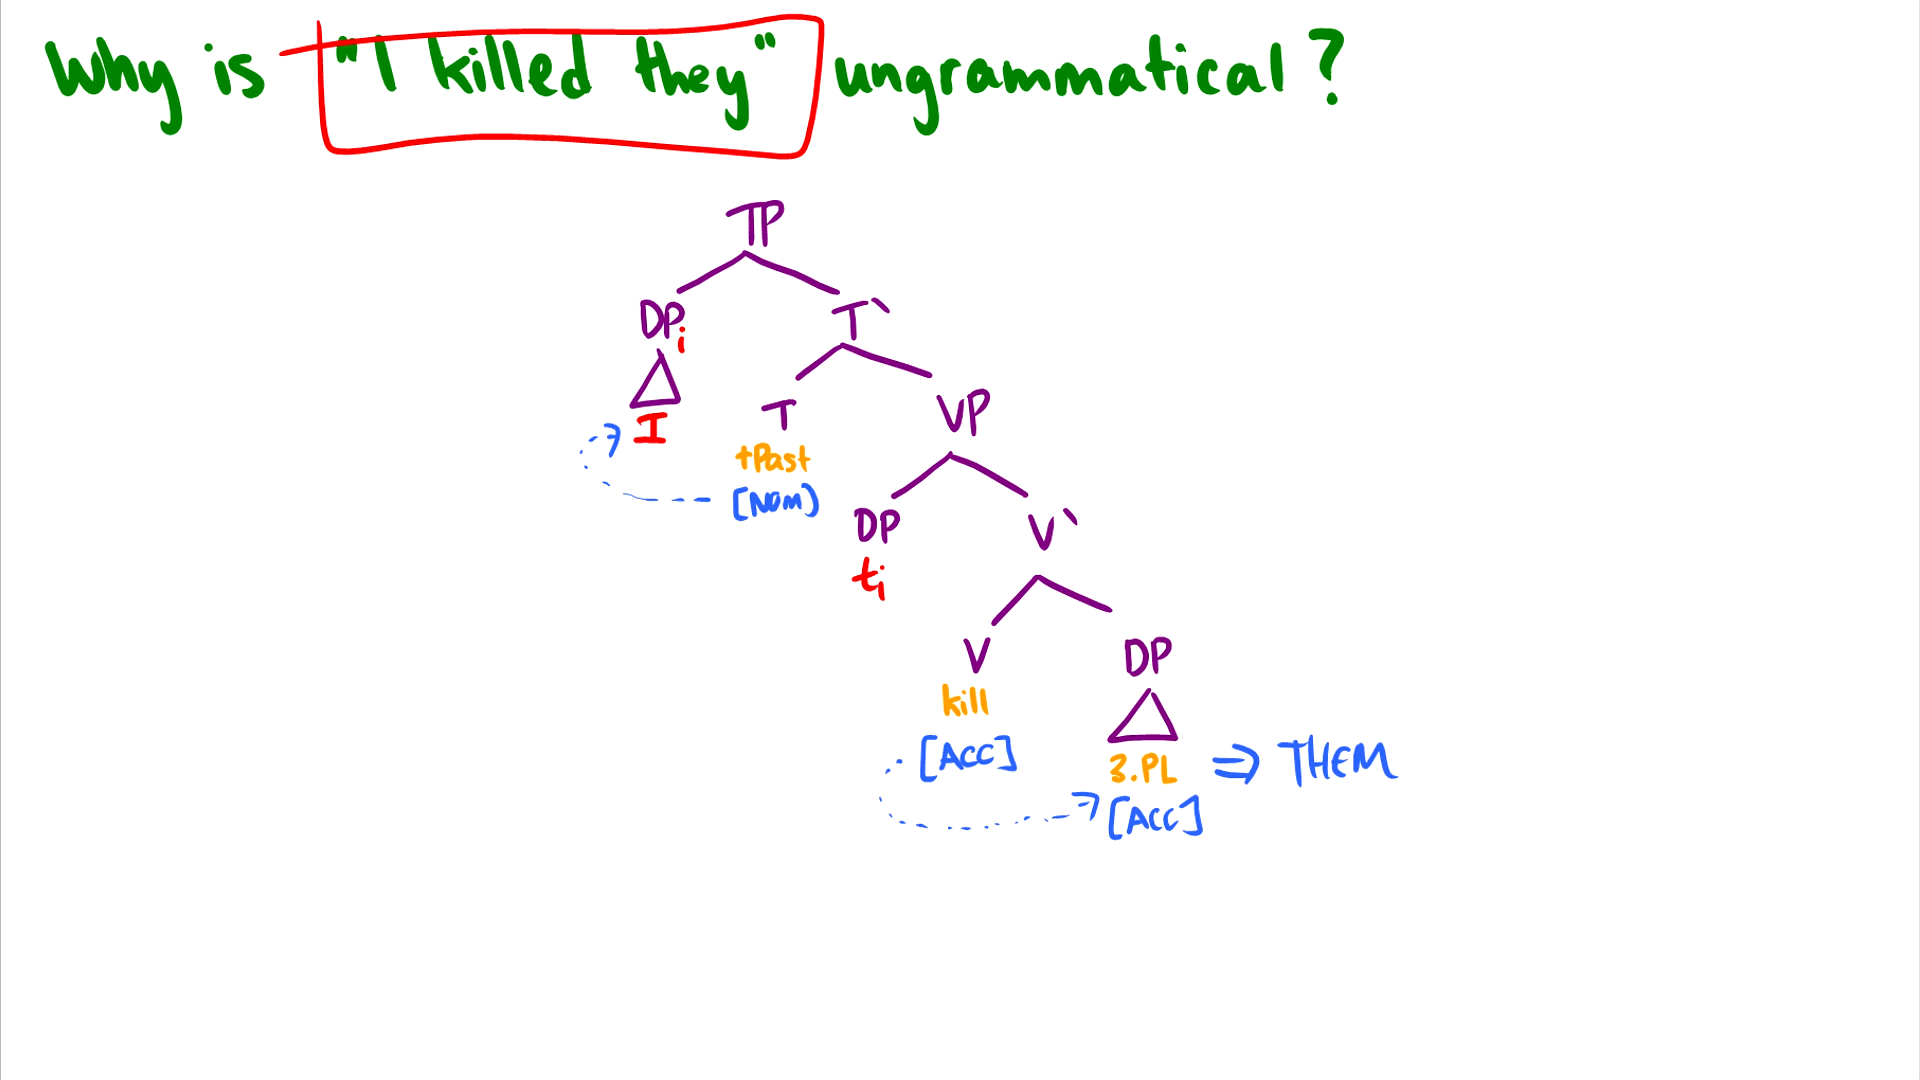 Why is "I killed they" ungrammatical?
TP
DPi T`
I T VP
+Past
[Nom) DP V`
ti
V DP
kill
[ACC] 3.PL ⇒ THEM
[ACC]